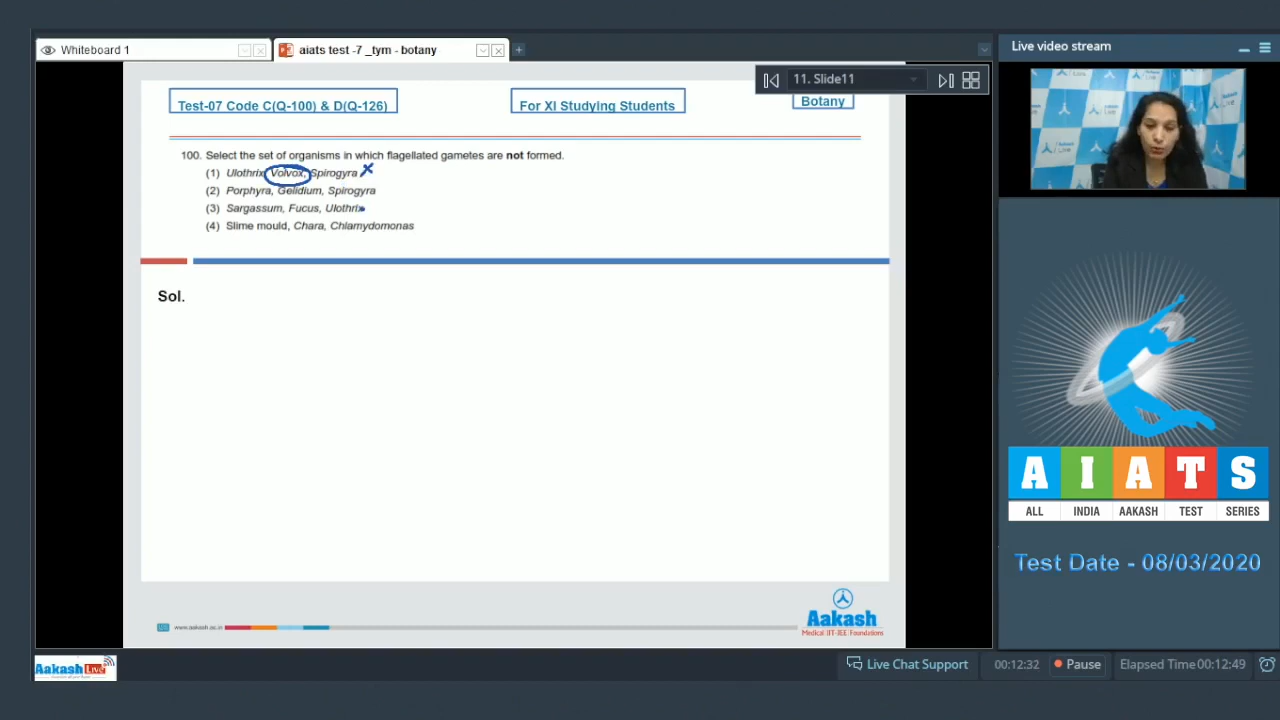 Whiteboard 1
aiats test -7 _tym - botany
Live video stream
11. Slide11
Test-07 Code C(Q-100) & D(Q-126)
For XI Studying Students
Botany
100. Select the set of organisms in which flagellated gametes are not formed.
(1) Ulothrix, Volvox, Spirogyra
(2) Porphyra, Gelidium, Spirogyra
(3) Sargassum, Fucus, Ulothrix
(4) Slime mould, Chara, Chlamydomonas
Sol.
A I A T S
ALL INDIA AAKASH TEST SERIES
Test Date - 08/03/2020
www.aakash.ac.in
Aakash
Medical|IIT-JEE|Foundations
Aakash Live
Live Chat Support
00:12:32
Pause
Elapsed Time 00:12:49